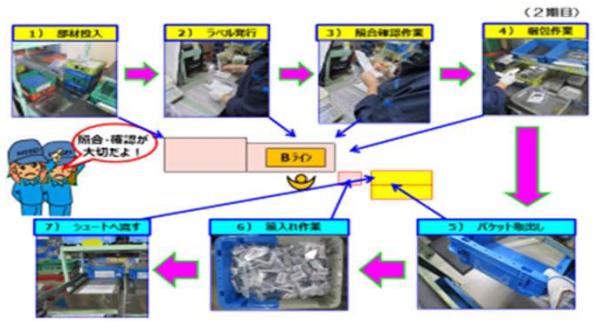 （２期目）
１） 部材投入
２） ラベル発行
３） 照合確認作業
４） 梱包作業
照合・確認が
大切だよ！
Ｂライン
７） シュートへ流す
６） 箱入れ作業
５） バケット取出し